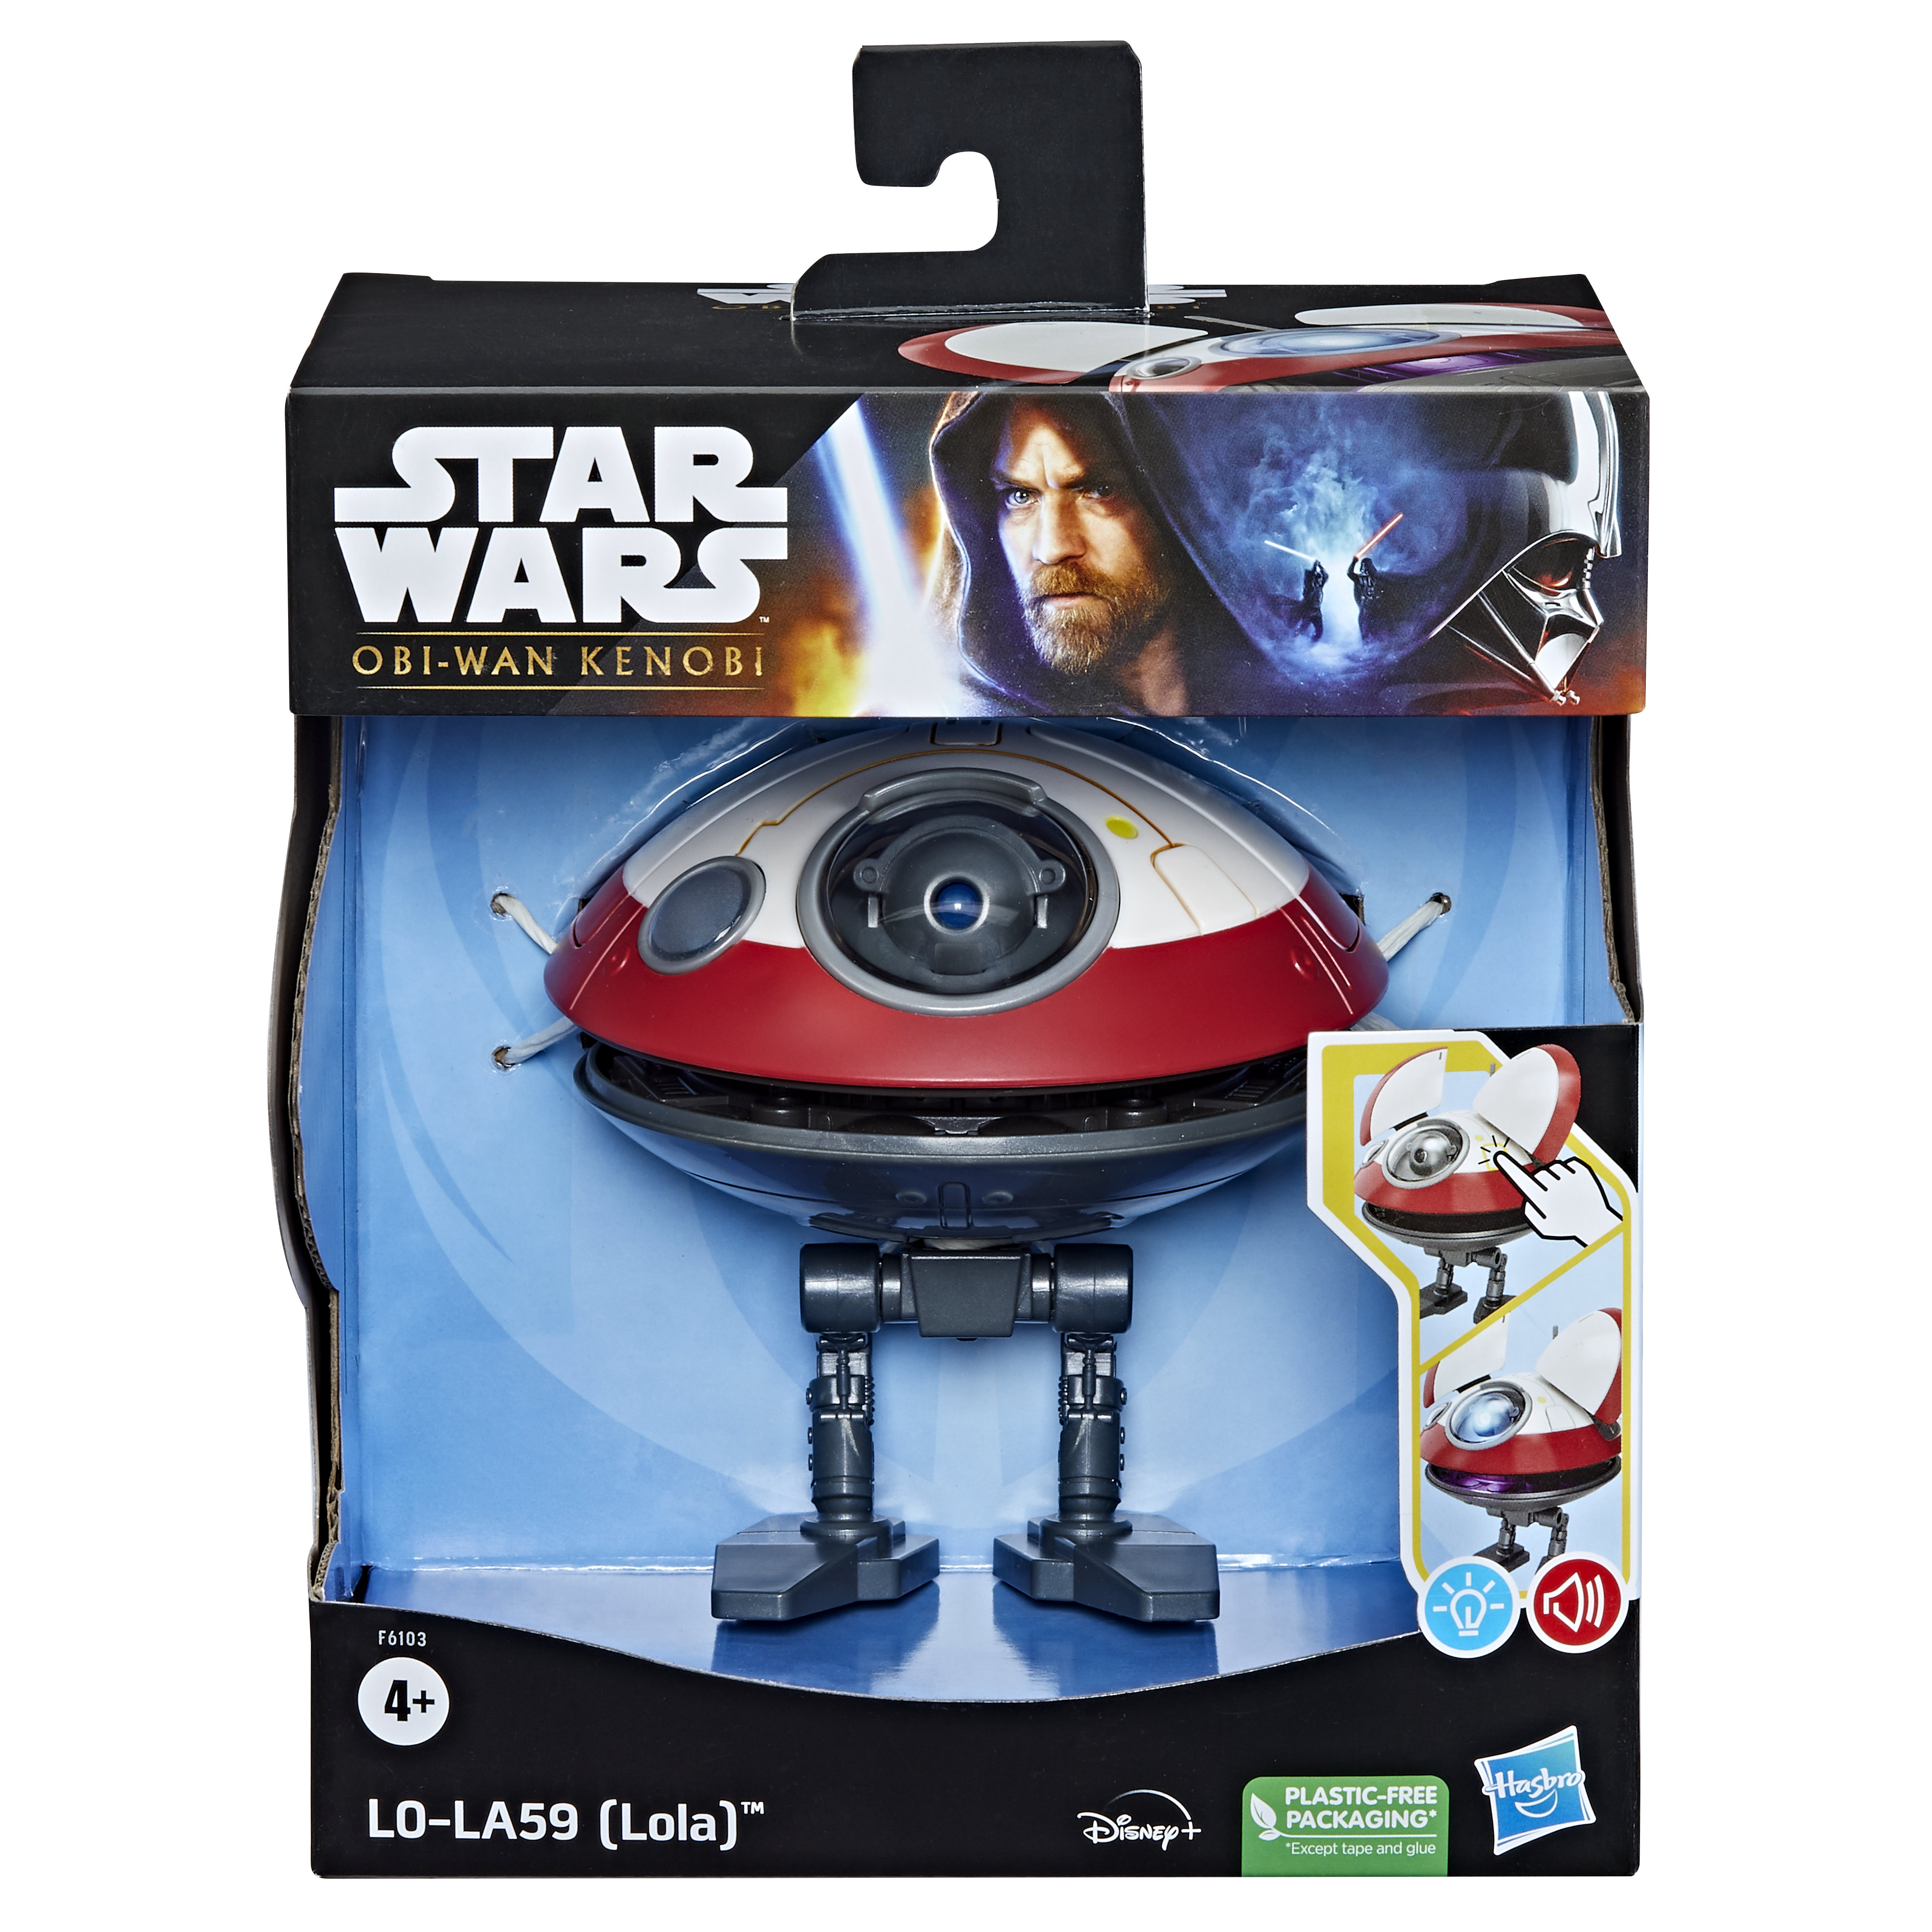 STAR
WARS™
OBI-WAN KENOBI
F6103
4+
LO-LA59 (Lola)™
Disney+
PLASTIC-FREE
PACKAGING*
*Except tape and glue
Hasbro